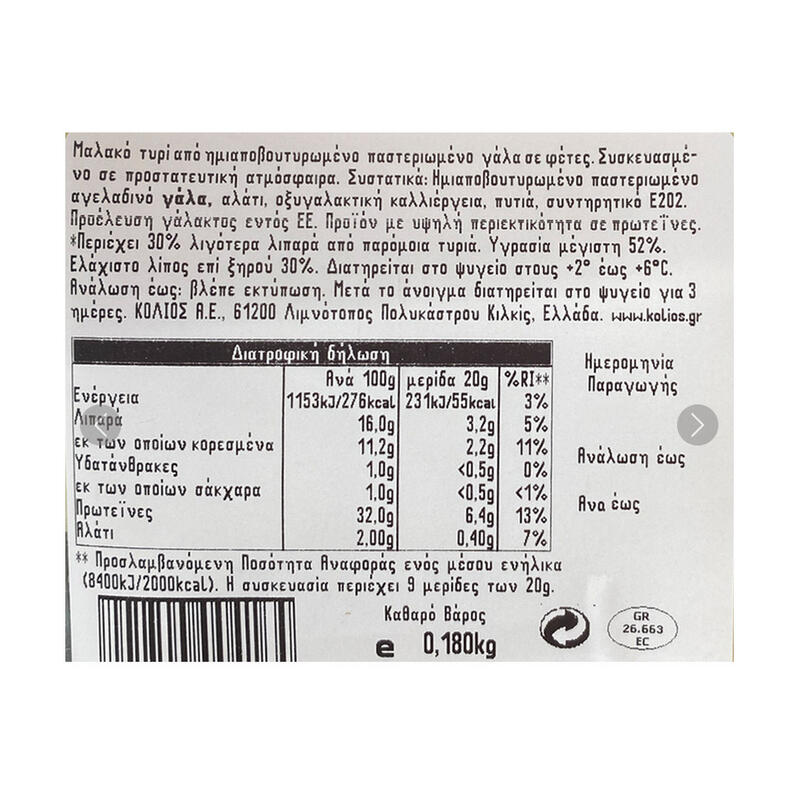 Μαλακό τυρί από ημιαποβουτυρωμένο παστεριωμένο γάλα σε φέτες. Συσκευασμέ-
νο σε προστατευτική ατμόσφαιρα. Συστατικά: Ημιαποβουτυρωμένο παστεριωμένο
αγελαδινό γάλα, αλάτι, οξυγαλακτική καλλιέργεια, πυτιά, συντηρητικό E202.
Προέλευση γάλακτος εντός ΕΕ. Προϊόν με υψηλή περιεκτικότητα σε πρωτεΐνες.
*Περιέχει 30% λιγότερα λιπαρά από παρόμοια τυριά. Υγρασία μέγιστη 52%.
Ελάχιστο λίπος επί ξηρού 30%. Διατηρείται στο ψυγείο στους +2° έως +6°C.
Ανάλωση έως: βλέπε εκτύπωση. Μετά το άνοιγμα διατηρείται στο ψυγείο για 3
ημέρες. ΚΟΛΙΟΣ Α.Ε., 61200 Λιμνότοπος Πολυκάστρου Κιλκίς, Ελλάδα. www.kolios.gr
Διατροφική δήλωση
Ανά 100g μερίδα 20g %RI**
Ενέργεια 1153kJ/276kcal 231kJ/55kcal 3%
Λιπαρά 16,0g 3,2g 5%
εκ των οποίων κορεσμένα 11,2g 2,2g 11%
Υδατάνθρακες 1,0g <0,5g 0%
εκ των οποίων σάκχαρα 1,0g <0,5g <1%
Πρωτεΐνες 32,0g 6,4g 13%
Αλάτι 2,00g 0,40g 7%
** Προσλαμβανόμενη Ποσότητα Αναφοράς ενός μέσου ενήλικα
(8400kJ/2000kcal). Η συσκευασία περιέχει 9 μερίδες των 20g.
Ημερομηνία
Παραγωγής
Ανάλωση έως
Ανα έως
Καθαρό Βάρος
e 0,180kg
GR
26.663
EC